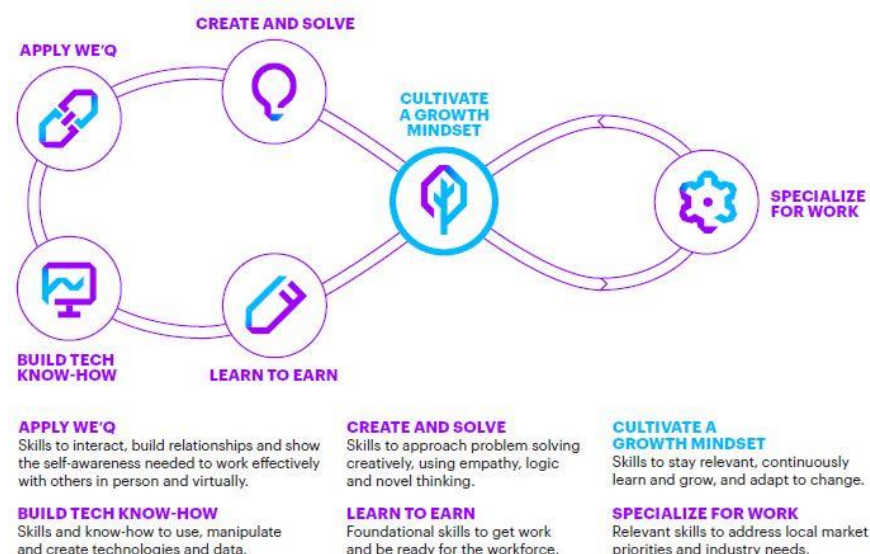 CREATE AND SOLVE
APPLY WE'Q
CULTIVATE
A GROWTH
MINDSET
SPECIALIZE
FOR WORK
BUILD TECH
KNOW-HOW
LEARN TO EARN
APPLY WE'Q
Skills to interact, build relationships and show
the self-awareness needed to work effectively
with others in person and virtually.
CREATE AND SOLVE
Skills to approach problem solving
creatively, using empathy, logic
and novel thinking.
CULTIVATE A
GROWTH MINDSET
Skills to stay relevant, continuously
learn and grow, and adapt to change.
BUILD TECH KNOW-HOW
Skills and know-how to use, manipulate
and create technologies and data.
LEARN TO EARN
Foundational skills to get work
and be ready for the workforce.
SPECIALIZE FOR WORK
Relevant skills to address local market
priorities and industry needs.